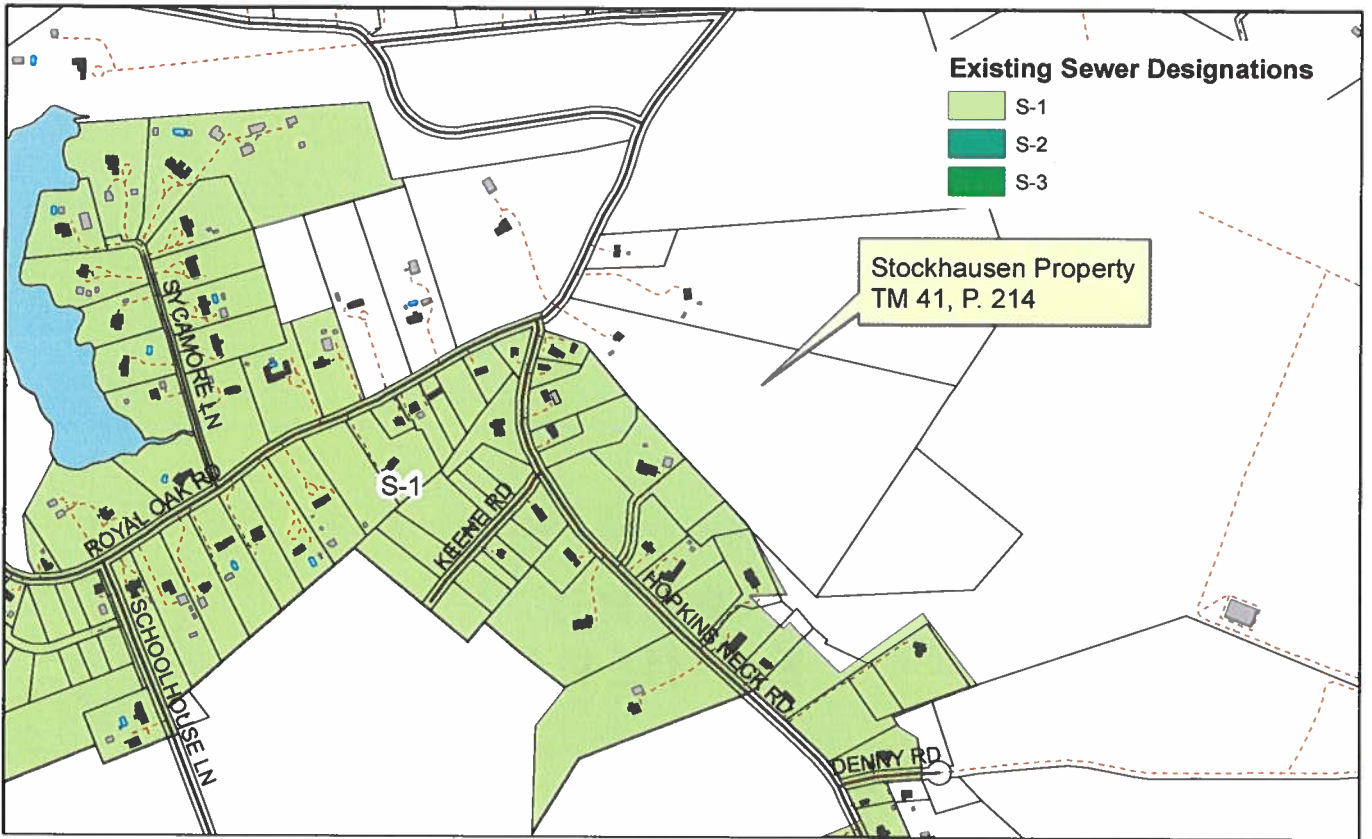 Existing Sewer Designations
S-1
S-2
S-3
Stockhausen Property
TM 41, P. 214
SYCAMORE LN
S-1
ROYAL OAK RD
KEENE RD
SCHOOLHOUSE LN
HOPKINS NECK RD
DENNY RD